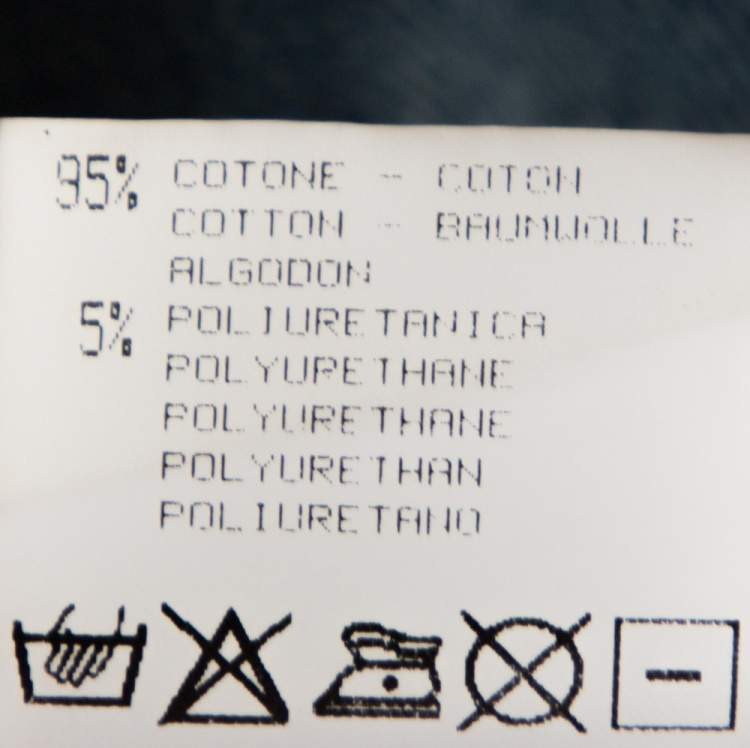 95% COTONE - COTON
COTTON - BAUMWOLLE
ALGODON
5% POLIURETANICA
POLYURETHANE
POLYURETHANE
POLYURETHAN
POLIURETANO